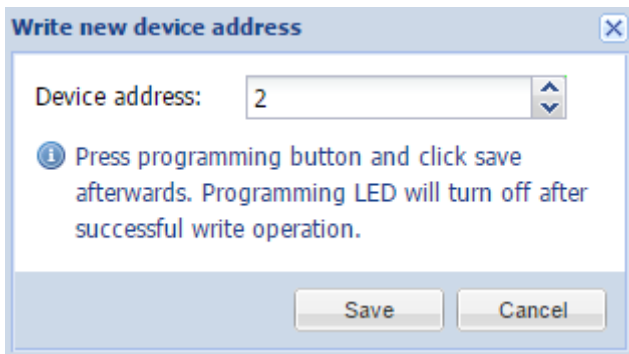 Write new device address
Device address: 2
Press programming button and click save
afterwards. Programming LED will turn off after
successful write operation.
Save Cancel